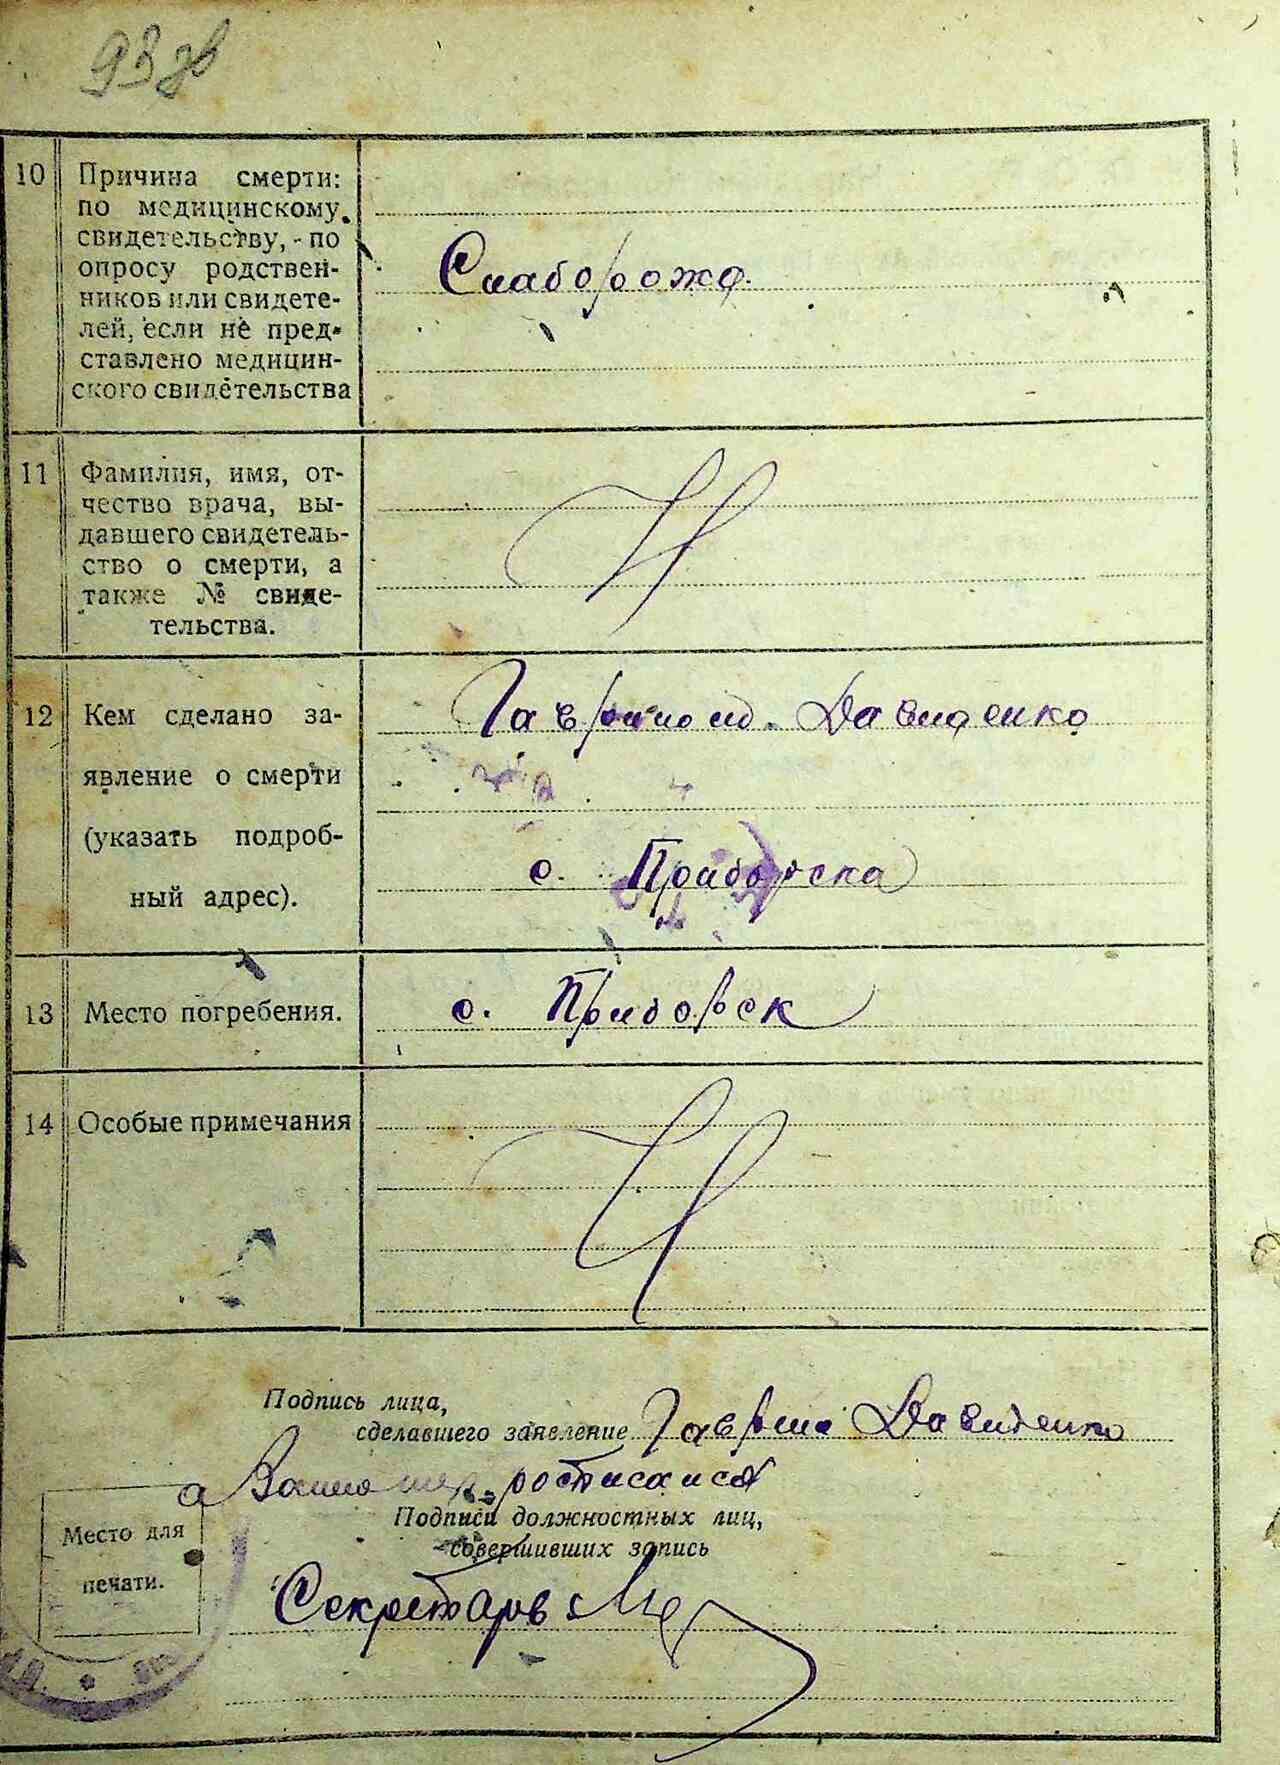 93 зв
10 Причина смерти:
по медицинскому
свидетельству, - по
опросу родствен-
ников или свидете-
лей, если не пред-
ставлено медицин-
ского свидетельства
Слаборожд.
11 Фамилия, имя, от-
чество врача, вы-
давшего свидетель-
ство о смерти, а
также № свиде-
тельства.
12 Кем сделано за-
явление о смерти
(указать подроб-
ный адрес).
Давиденко
с. Приборска
13 Место погребения.
с. Приборск
14 Особые примечания
Подпись лица,
сделавшего заявление Давиденко
Место для
печати.
Подписи должностных лиц,
совершивших запись
Секретарь